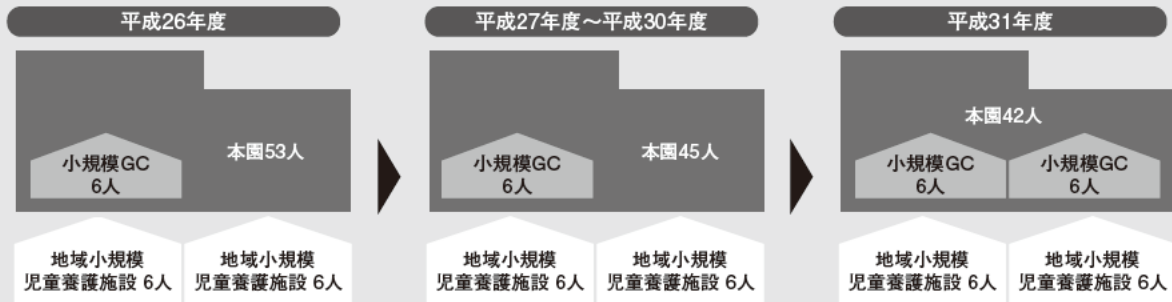 平成26年度
小規模GC
6人
本園53人
地域小規模
児童養護施設 6人
地域小規模
児童養護施設 6人
平成27年度～平成30年度
小規模GC
6人
本園45人
地域小規模
児童養護施設 6人
地域小規模
児童養護施設 6人
平成31年度
本園42人
小規模GC
6人
小規模GC
6人
地域小規模
児童養護施設 6人
地域小規模
児童養護施設 6人